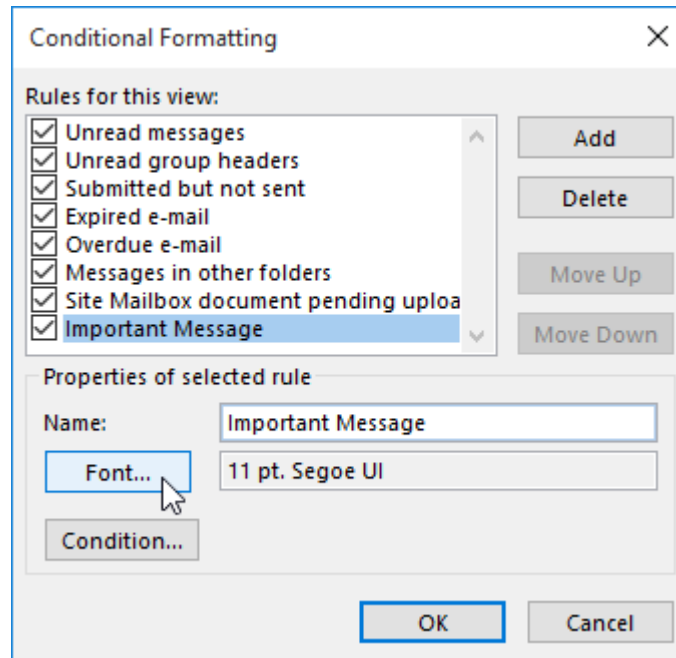 Conditional Formatting
Rules for this view:
Unread messages
Unread group headers
Submitted but not sent
Expired e-mail
Overdue e-mail
Messages in other folders
Site Mailbox document pending uploa
Important Message
Add
Delete
Move Up
Move Down
Properties of selected rule
Name:
Important Message
Font...
11 pt. Segoe UI
Condition...
OK
Cancel